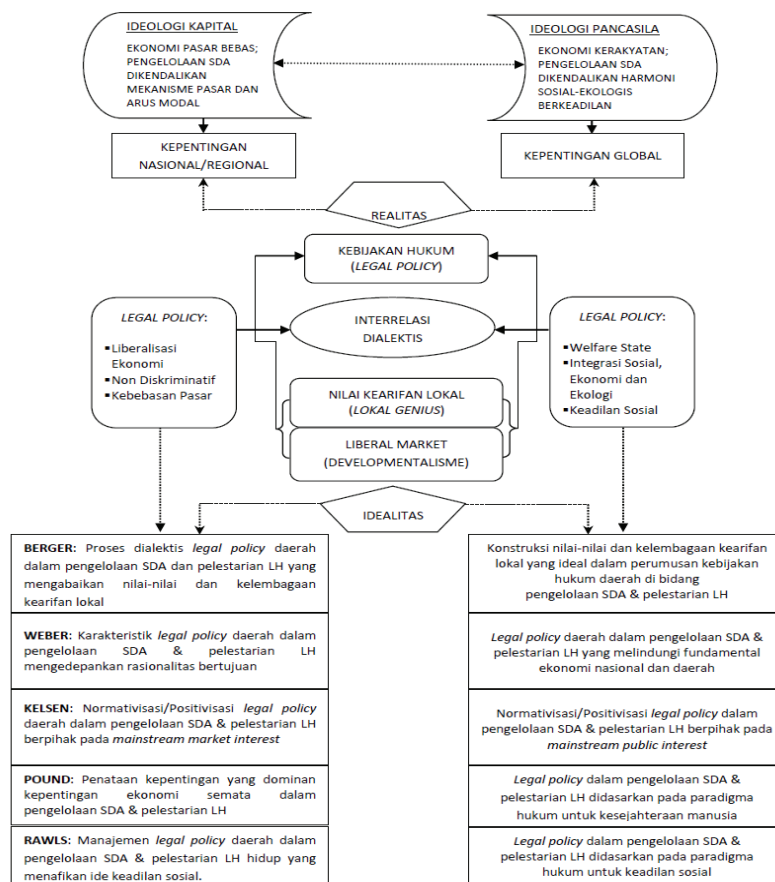 IDEOLOGI KAPITAL
EKONOMI PASAR BEBAS;
PENGELOLAAN SDA
DIKENDALIKAN
MEKANISME PASAR DAN
ARUS MODAL
IDEOLOGI PANCASILA
EKONOMI KERAKYATAN;
PENGELOLAAN SDA
DIKENDALIKAN HARMONI
SOSIAL-EKOLOGIS
BERKEADILAN
KEPENTINGAN
NASIONAL/REGIONAL
KEPENTINGAN GLOBAL
REALITAS
KEBIJAKAN HUKUM
(LEGAL POLICY)
LEGAL POLICY:
▪Liberalisasi
Ekonomi
▪Non Diskriminatif
▪Kebebasan Pasar
INTERRELASI
DIALEKTIS
LEGAL POLICY:
▪Welfare State
▪Integrasi Sosial,
Ekonomi dan
Ekologi
▪Keadilan Sosial
NILAI KEARIFAN LOKAL
(LOKAL GENIUS)
LIBERAL MARKET
(DEVELOPMENTALISME)
IDEALITAS
BERGER: Proses dialektis legal policy daerah
dalam pengelolaan SDA dan pelestarian LH yang
mengabaikan nilai-nilai dan kelembagaan
kearifan lokal
Konstruksi nilai-nilai dan kelembagaan kearifan
lokal yang ideal dalam perumusan kebijakan
hukum daerah di bidang
pengelolaan SDA & pelestarian LH
WEBER: Karakteristik legal policy daerah dalam
pengelolaan SDA & pelestarian LH
mengedepankan rasionalitas bertujuan
Legal policy daerah dalam pengelolaan SDA &
pelestarian LH yang melindungi fundamental
ekonomi nasional dan daerah
KELSEN: Normativisasi/Positivisasi legal policy
daerah dalam pengelolaan SDA & pelestarian LH
berpihak pada mainstream market interest
Normativisasi/Positivisasi legal policy dalam
pengelolaan SDA & pelestarian LH berpihak pada
mainstream public interest
POUND: Penataan kepentingan yang dominan
kepentingan ekonomi semata dalam
pengelolaan SDA & pelestarian LH
Legal policy dalam pengelolaan SDA &
pelestarian LH didasarkan pada paradigma
hukum untuk kesejahteraan manusia
RAWLS: Manajemen legal policy daerah dalam
pengelolaan SDA & pelestarian LH hidup yang
menafikan ide keadilan sosial.
Legal policy dalam pengelolaan SDA &
pelestarian LH didasarkan pada paradigma
hukum untuk keadilan sosial